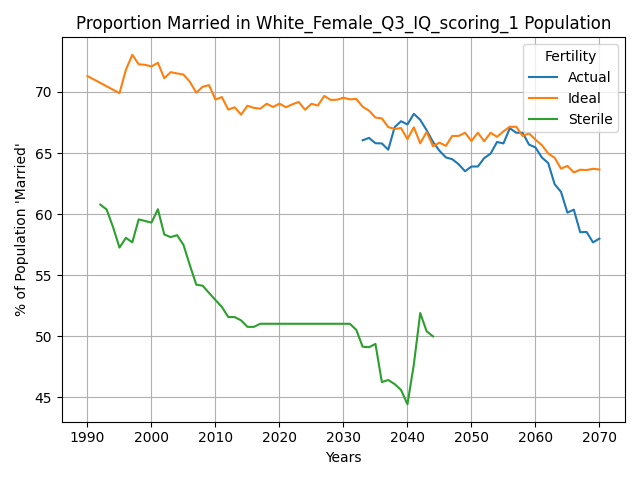 Proportion Married in White_Female_Q3_IQ_scoring_1 Population
Fertility
Actual
Ideal
Sterile
% of Population 'Married'
70
65
60
55
50
45
1990
2000
2010
2020
2030
2040
2050
2060
2070
Years